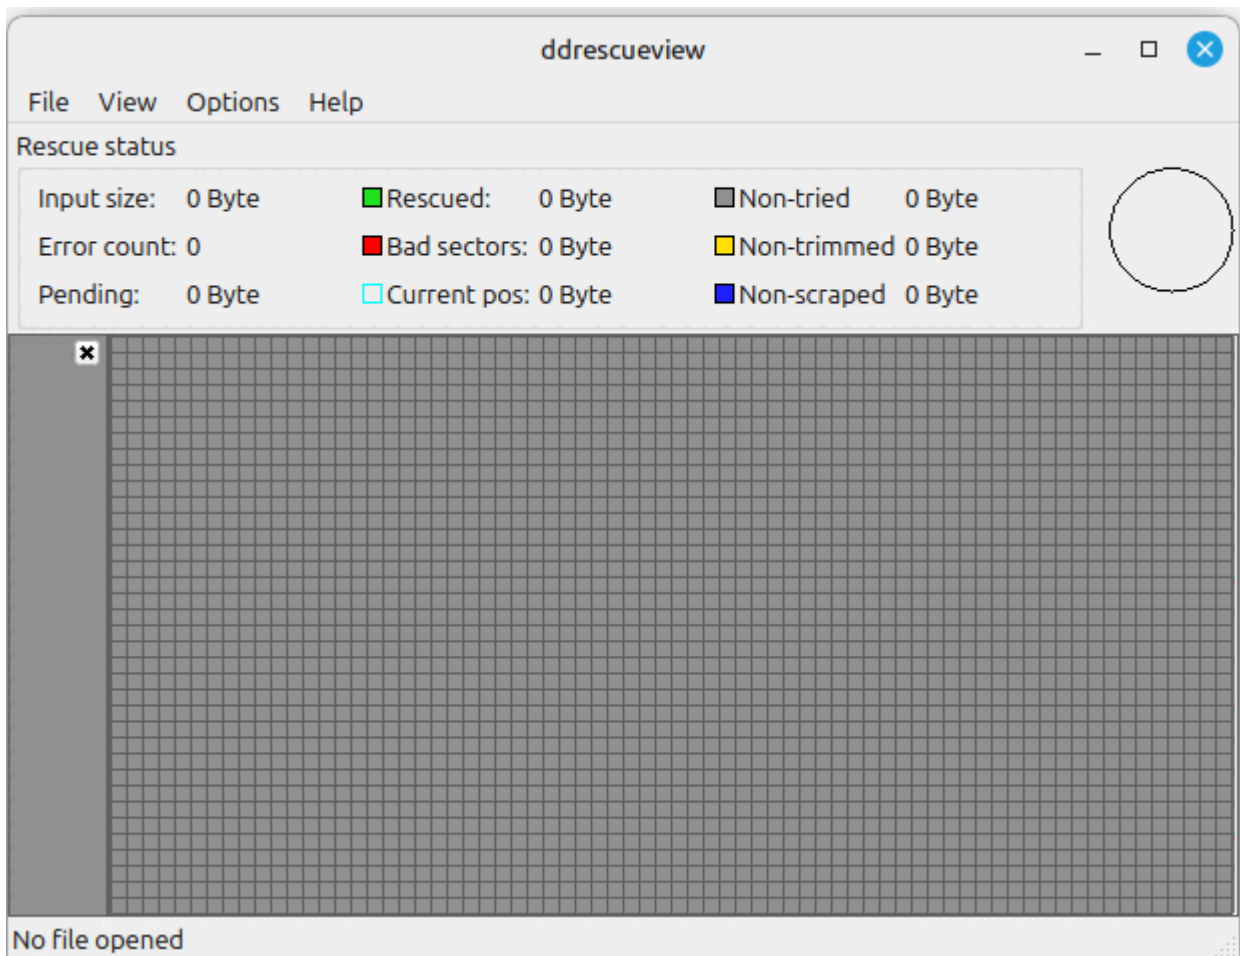 ddrescueview
File View Options Help
Rescue status
Input size: 0 Byte Rescued: 0 Byte Non-tried 0 Byte
Error count: 0 Bad sectors: 0 Byte Non-trimmed 0 Byte
Pending: 0 Byte Current pos: 0 Byte Non-scraped 0 Byte
No file opened